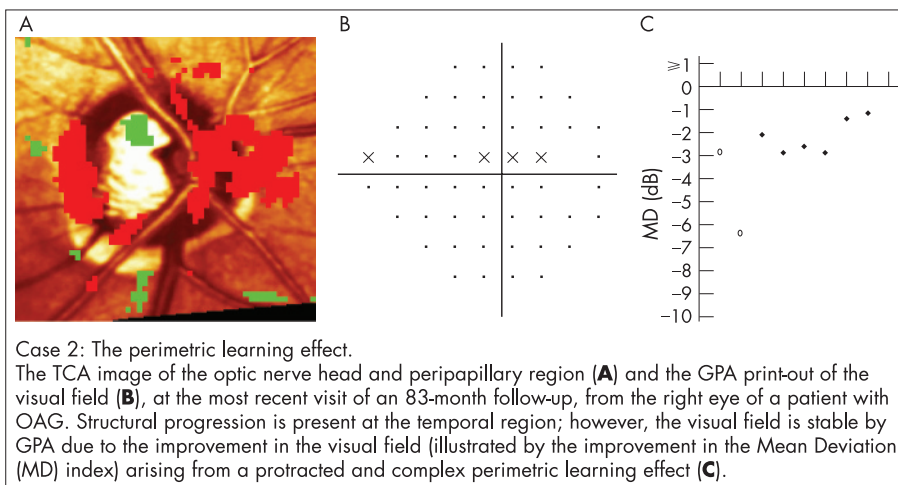 A
B
C
⩾1
0
−1
−2
−3
−4
−5
−6
−7
−8
−9
−10
MD (dB)
Case 2: The perimetric learning effect.
The TCA image of the optic nerve head and peripapillary region (A) and the GPA print-out of the
visual field (B), at the most recent visit of an 83-month follow-up, from the right eye of a patient with
OAG. Structural progression is present at the temporal region; however, the visual field is stable by
GPA due to the improvement in the visual field (illustrated by the improvement in the Mean Deviation
(MD) index) arising from a protracted and complex perimetric learning effect (C).